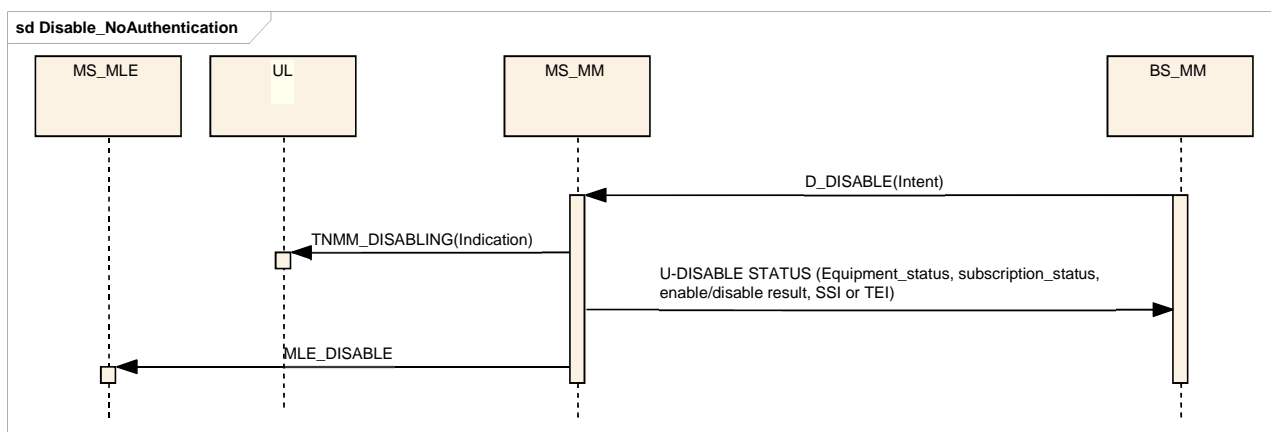 sd Disable_NoAuthentication
MS_MLE
UL
MS_MM
BS_MM
D_DISABLE(Intent)
TNMM_DISABLING(Indication)
U-DISABLE STATUS (Equipment_status, subscription_status,
enable/disable result, SSI or TEI)
MLE_DISABLE